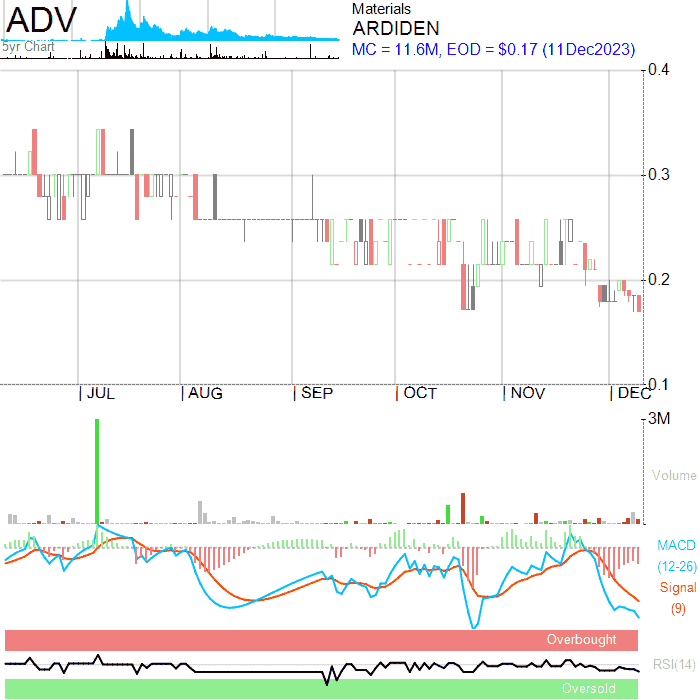 ADV
5yr Chart
Materials
ARDIDEN
MC = 11.6M, EOD = $0.17 (11Dec2023)
0.4
0.3
0.2
0.1
| JUL | AUG | SEP | OCT | NOV | DEC
3M
Volume
MACD
(12-26)
Signal
(9)
Overbought
RSI(14)
Oversold